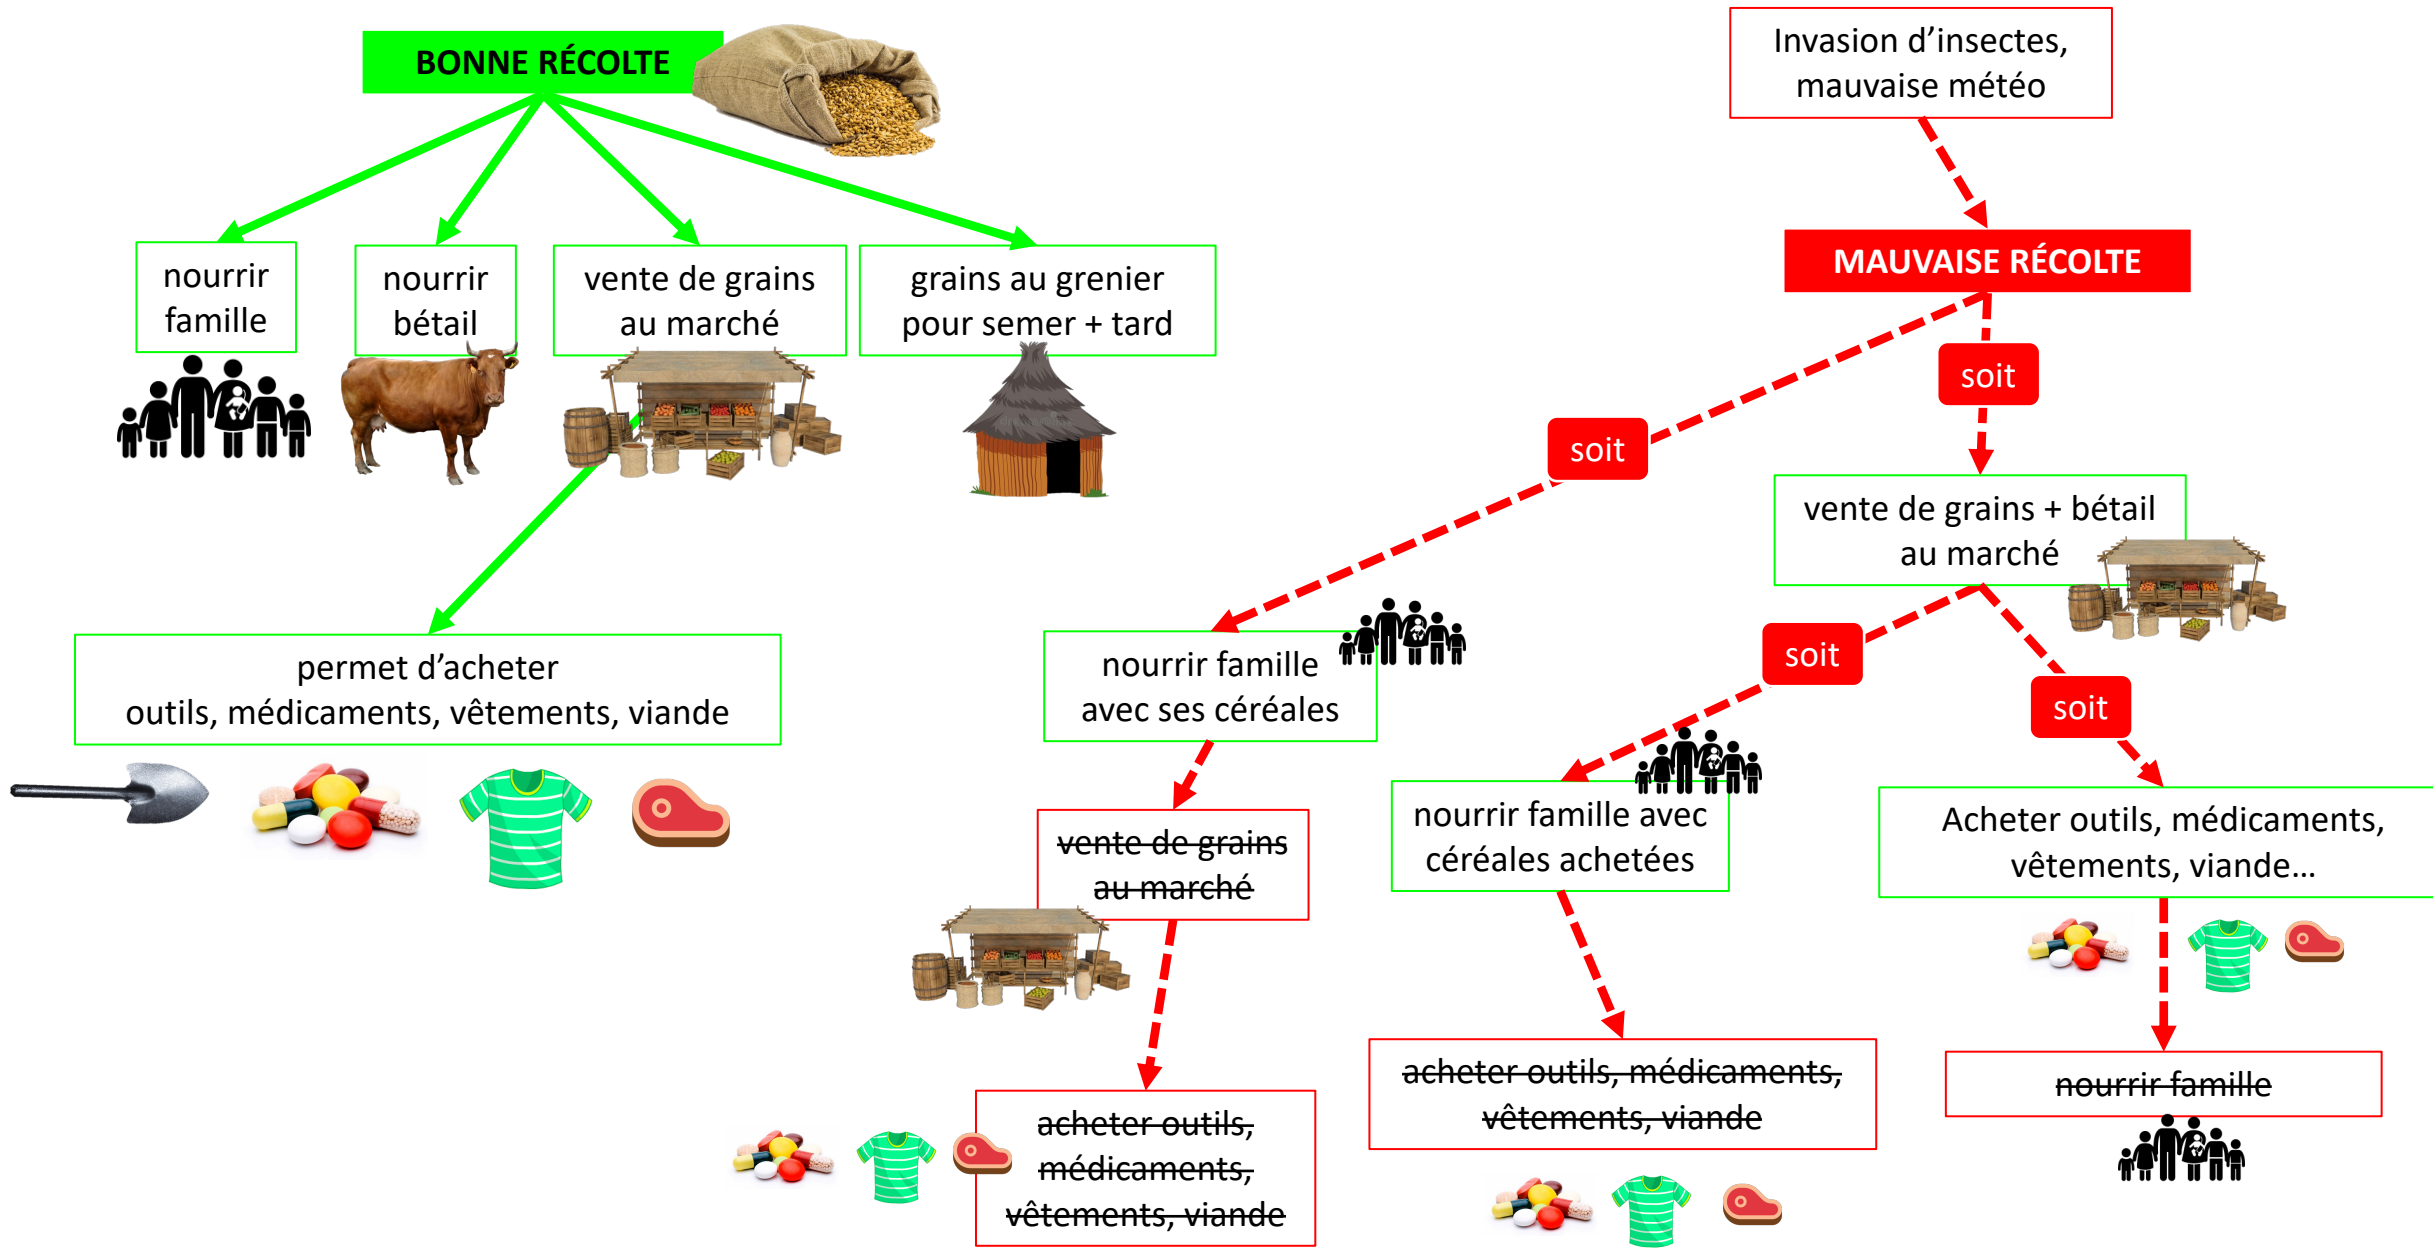 BONNE RÉCOLTE
nourrir
famille
nourrir
bétail
vente de grains
au marché
grains au grenier
pour semer + tard
permet d’acheter
outils, médicaments, vêtements, viande
Invasion d’insectes,
mauvaise météo
MAUVAISE RÉCOLTE
soit
soit
nourrir famille
avec ses céréales
vente de grains
au marché
acheter outils,
médicaments,
vêtements, viande
vente de grains + bétail
au marché
soit
soit
nourrir famille avec
céréales achetées
acheter outils, médicaments,
vêtements, viande
Acheter outils, médicaments,
vêtements, viande…
nourrir famille